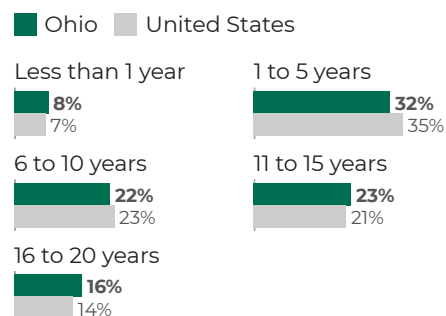 Ohio United States
Less than 1 year
8%
7%
1 to 5 years
32%
35%
6 to 10 years
22%
23%
11 to 15 years
23%
21%
16 to 20 years
16%
14%